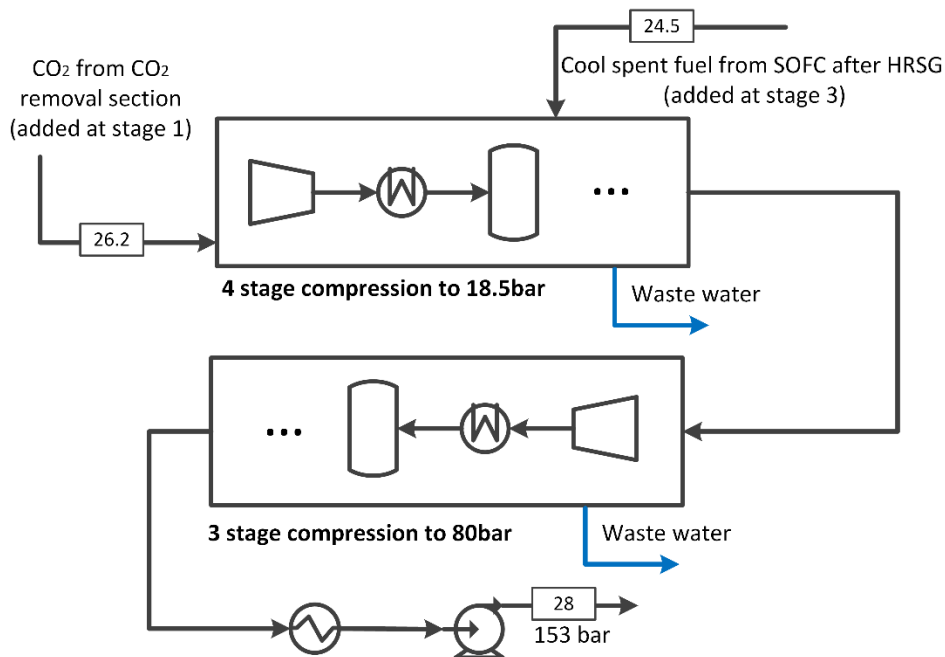 24.5
CO2 from CO2
removal section
(added at stage 1)
Cool spent fuel from SOFC after HRSG
(added at stage 3)
...
26.2
4 stage compression to 18.5bar
Waste water
...
3 stage compression to 80bar
Waste water
28
153 bar